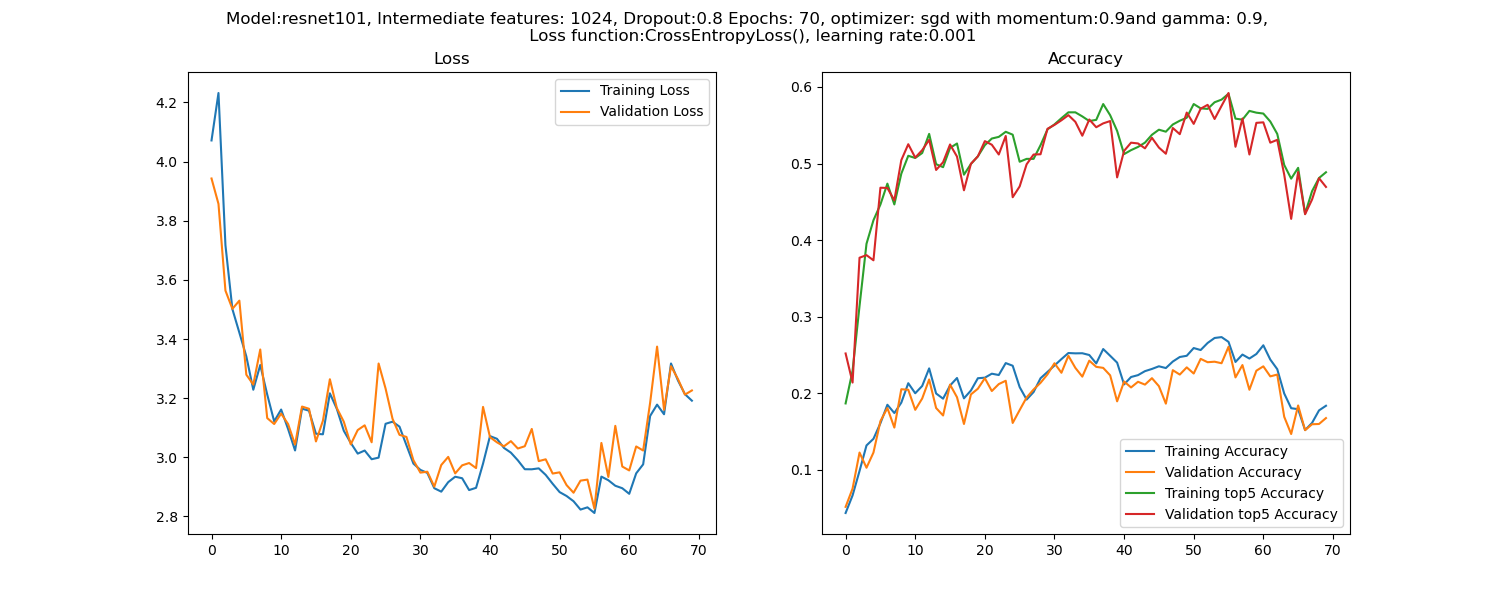 Model:resnet101, Intermediate features: 1024, Dropout:0.8 Epochs: 70, optimizer: sgd with momentum:0.9and gamma: 0.9,
Loss function:CrossEntropyLoss(), learning rate:0.001
Loss
4.2
4.0
3.8
3.6
3.4
3.2
3.0
2.8
0 10 20 30 40 50 60 70
Training Loss
Validation Loss
Accuracy
0.6
0.5
0.4
0.3
0.2
0.1
0 10 20 30 40 50 60 70
Training Accuracy
Validation Accuracy
Training top5 Accuracy
Validation top5 Accuracy